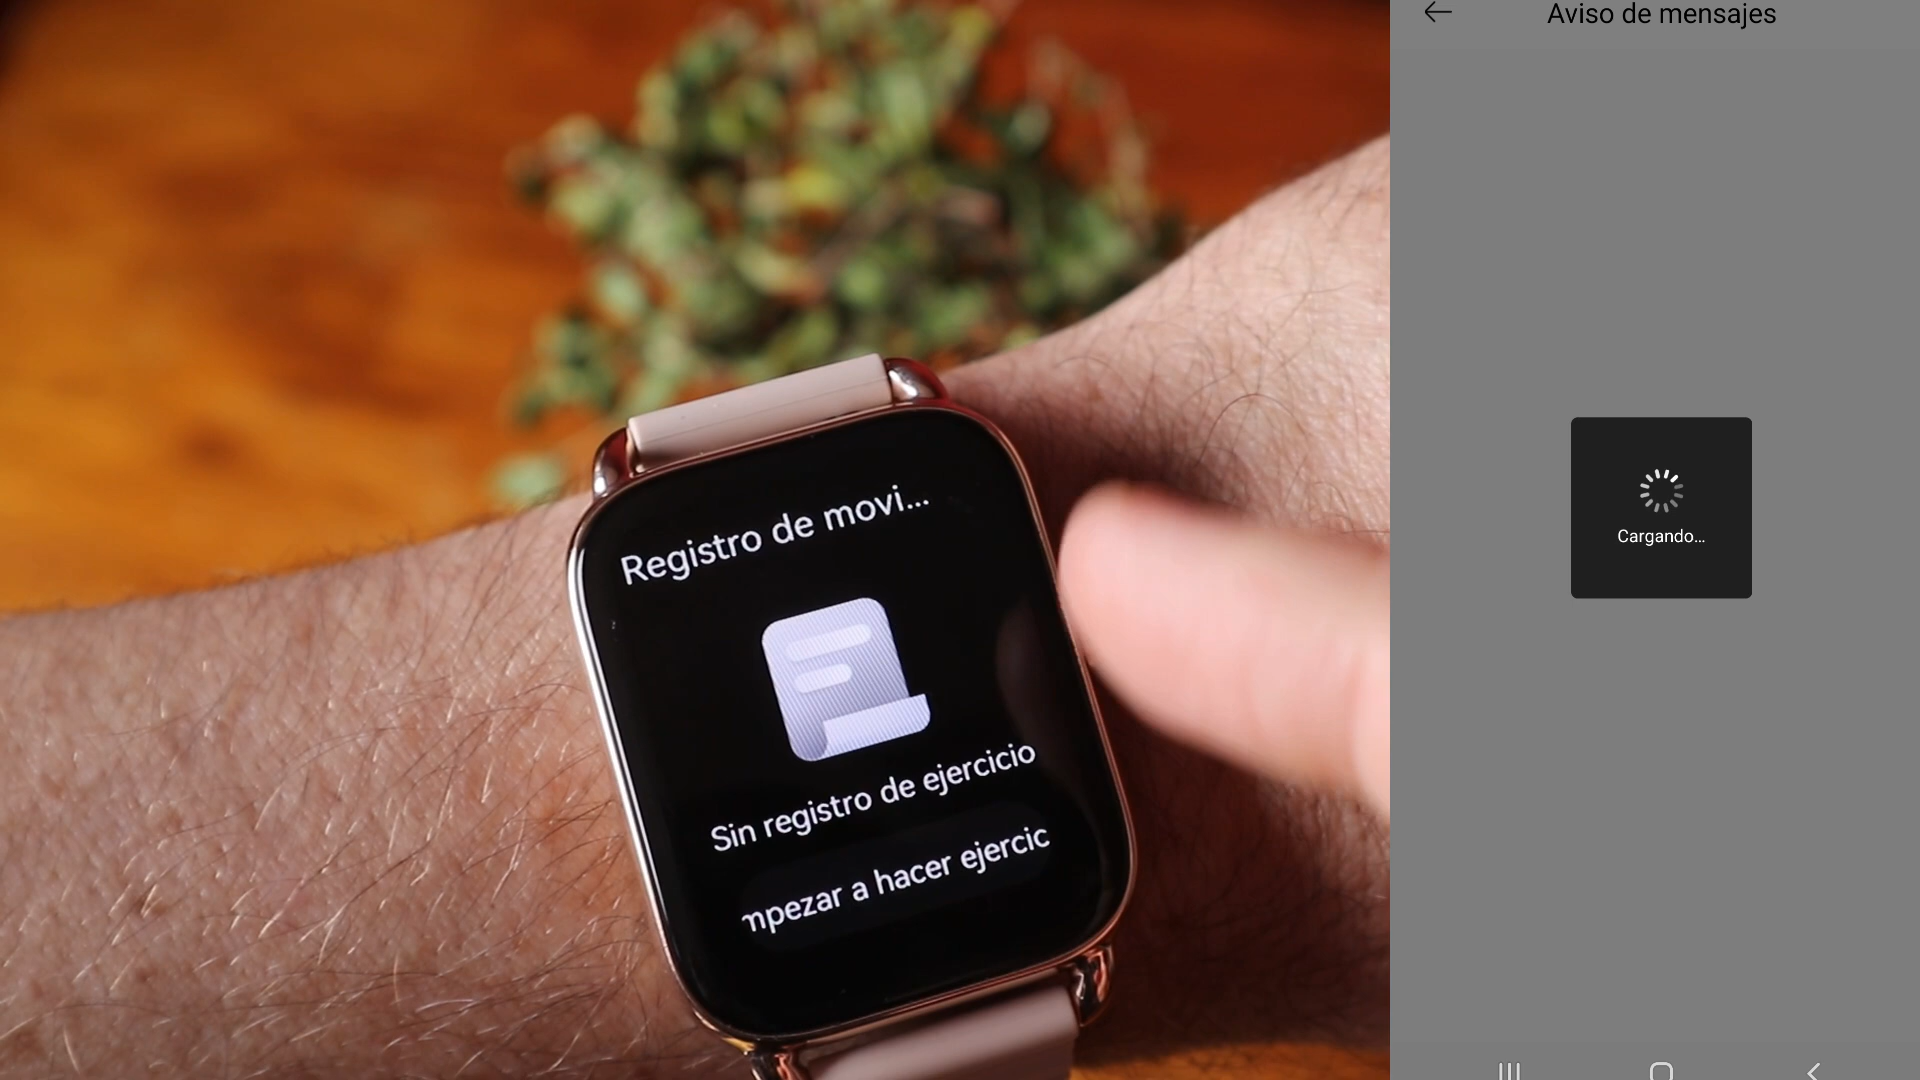 Registro de movi...
Sin registro de ejercicio
mpezar a hacer ejercic
Aviso de mensajes
Cargando...